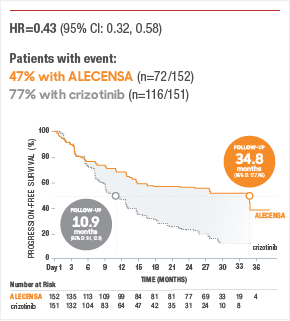 HR=0.43 (95% CI: 0.32, 0.58)
Patients with event:
47% with ALECENSA (n=72/152)
77% with crizotinib (n=116/151)
PROGRESSION-FREE SURVIVAL (%)
100
80
60
40
20
0
FOLLOW-UP
34.8
months
FOLLOW-UP
10.9
months
ALECENSA
crizotinib
Day 1 3 6 9 12 15 18 21 24 27 30 33 36
TIME (MONTHS)
Number at Risk
ALECENSA 152 135 113 109 99 84 81 81 77 69 33 19 4
crizotinib 151 132 104 83 64 47 42 35 31 24 10 8